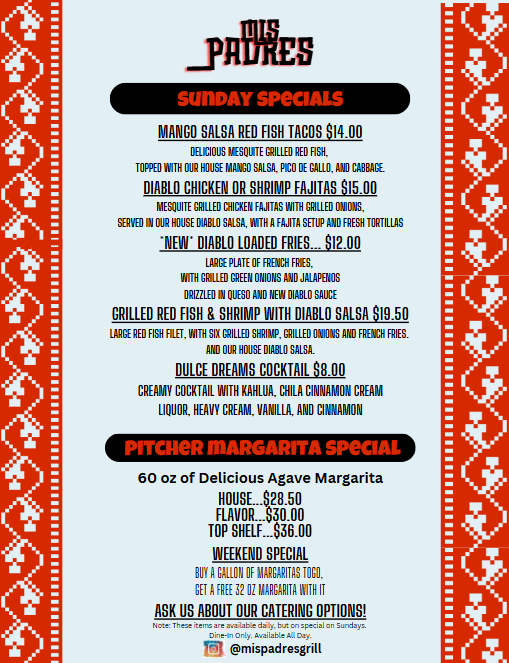 MIS
PADRES
SUNDAY SPECIALS
MANGO SALSA RED FISH TACOS $14.00
DELICIOUS MESQUITE GRILLED RED FISH,
TOPPED WITH OUR HOUSE MANGO SALSA, PICO DE GALLO, AND CABBAGE.
DIABLO CHICKEN OR SHRIMP FAJITAS $15.00
MESQUITE GRILLED CHICKEN FAJITAS WITH GRILLED ONIONS,
SERVED IN OUR HOUSE DIABLO SALSA, WITH A FAJITA SETUP AND FRESH TORTILLAS
*NEW* DIABLO LOADED FRIES... $12.00
LARGE PLATE OF FRENCH FRIES,
WITH GRILLED GREEN ONIONS AND JALAPENOS
DRIZZLED IN QUESO AND NEW DIABLO SAUCE
GRILLED RED FISH & SHRIMP WITH DIABLO SALSA $19.50
LARGE RED FISH FILET, WITH SIX GRILLED SHRIMP, GRILLED ONIONS AND FRENCH FRIES.
AND OUR HOUSE DIABLO SALSA.
DULCE DREAMS COCKTAIL $8.00
CREAMY COCKTAIL WITH KAHLUA, CHILA CINNAMON CREAM
LIQUOR, HEAVY CREAM, VANILLA, AND CINNAMON
PITCHER MARGARITA SPECIAL
60 oz of Delicious Agave Margarita
HOUSE...$28.50
FLAVOR...$30.00
TOP SHELF...$36.00
WEEKEND SPECIAL
BUY A GALLON OF MARGARITAS TOGO,
GET A FREE 32 OZ MARGARITA WITH IT
ASK US ABOUT OUR CATERING OPTIONS!
Note: These items are available daily, but on special on Sundays.
Dine-In Only. Available All Day.
@mispadresgrill